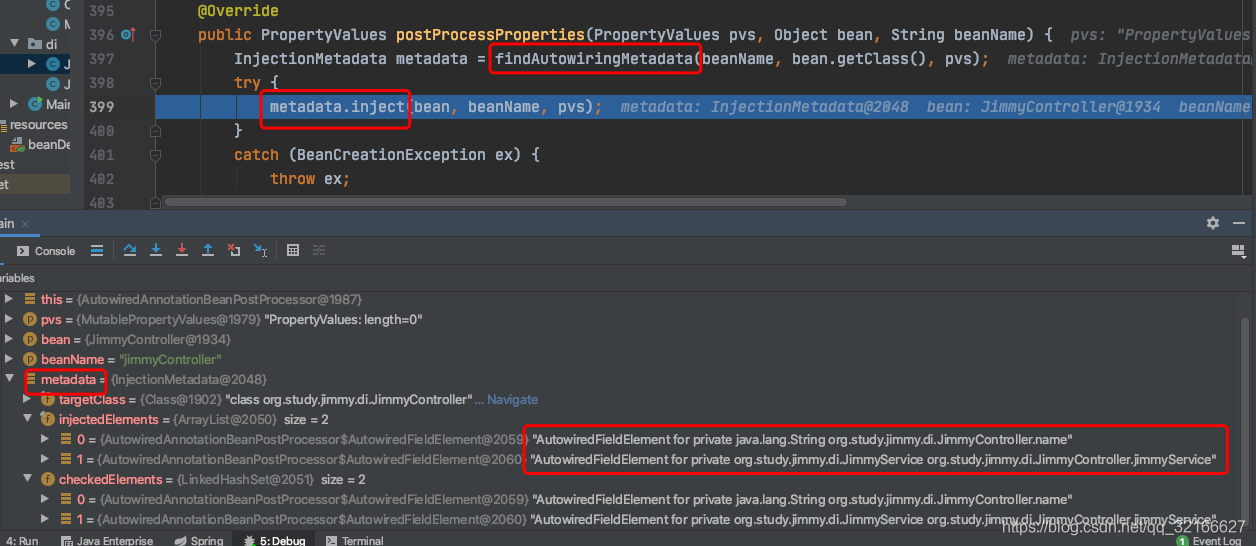 395 @Override
396 public PropertyValues postProcessProperties(PropertyValues pvs, Object bean, String beanName) { pvs: "PropertyValues
di
397 InjectionMetadata metadata = findAutowiringMetadata(beanName, bean.getClass(), pvs); metadata: InjectionMetadata
J
398 try {
J
Main
399 metadata.inject(bean, beanName, pvs); metadata: InjectionMetadata@2048 bean: JimmyController@1934 beanName
resources
400 }
beanDe
401 catch (BeanCreationException ex) {
est
402 throw ex;
et
403
ain ×
Console
ariables
this = {AutowiredAnnotationBeanPostProcessor@1987}
pvs = {MutablePropertyValues@1979} "PropertyValues: length=0"
bean = {JimmyController@1934}
beanName = "jimmyController"
metadata = {InjectionMetadata@2048}
targetClass = {Class@1902} "class org.study.jimmy.di.JimmyController" ... Navigate
injectedElements = {ArrayList@2050} size = 2
0 = {AutowiredAnnotationBeanPostProcessor$AutowiredFieldElement@2059} "AutowiredFieldElement for private java.lang.String org.study.jimmy.di.JimmyController.name"
1 = {AutowiredAnnotationBeanPostProcessor$AutowiredFieldElement@2060} "AutowiredFieldElement for private org.study.jimmy.di.JimmyService org.study.jimmy.di.JimmyController.jimmyService"
checkedElements = {LinkedHashSet@2051} size = 2
0 = {AutowiredAnnotationBeanPostProcessor$AutowiredFieldElement@2059} "AutowiredFieldElement for private java.lang.String org.study.jimmy.di.JimmyController.name"
1 = {AutowiredAnnotationBeanPostProcessor$AutowiredFieldElement@2060} "AutowiredFieldElement for private org.study.jimmy.di.JimmyService org.study.jimmy.di.JimmyController.jimmyService"
https://blog.csdn.net/qq_32166627
4: Run Java Enterprise Spring 5: Debug Terminal 1 Event Log